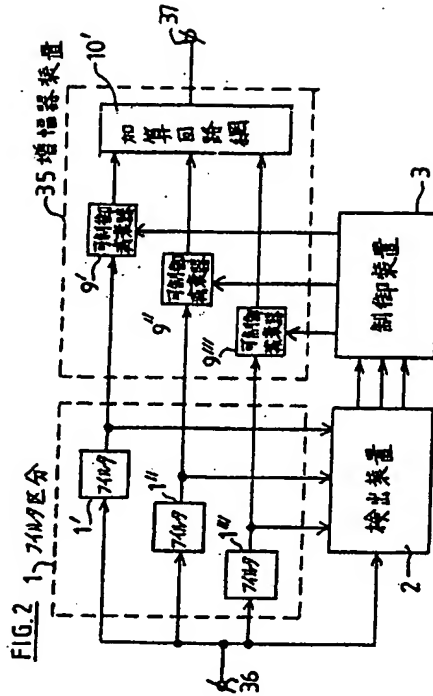 FIG.2
1 フィルタ区分
35 増幅器装置
37
10'
加算回路網
可制御減衰器
9'
可制御減衰器
9''
可制御減衰器
9'''
フィルタ
1'
フィルタ
1''
フィルタ
1'''
36
検出装置
2
制御装置
3